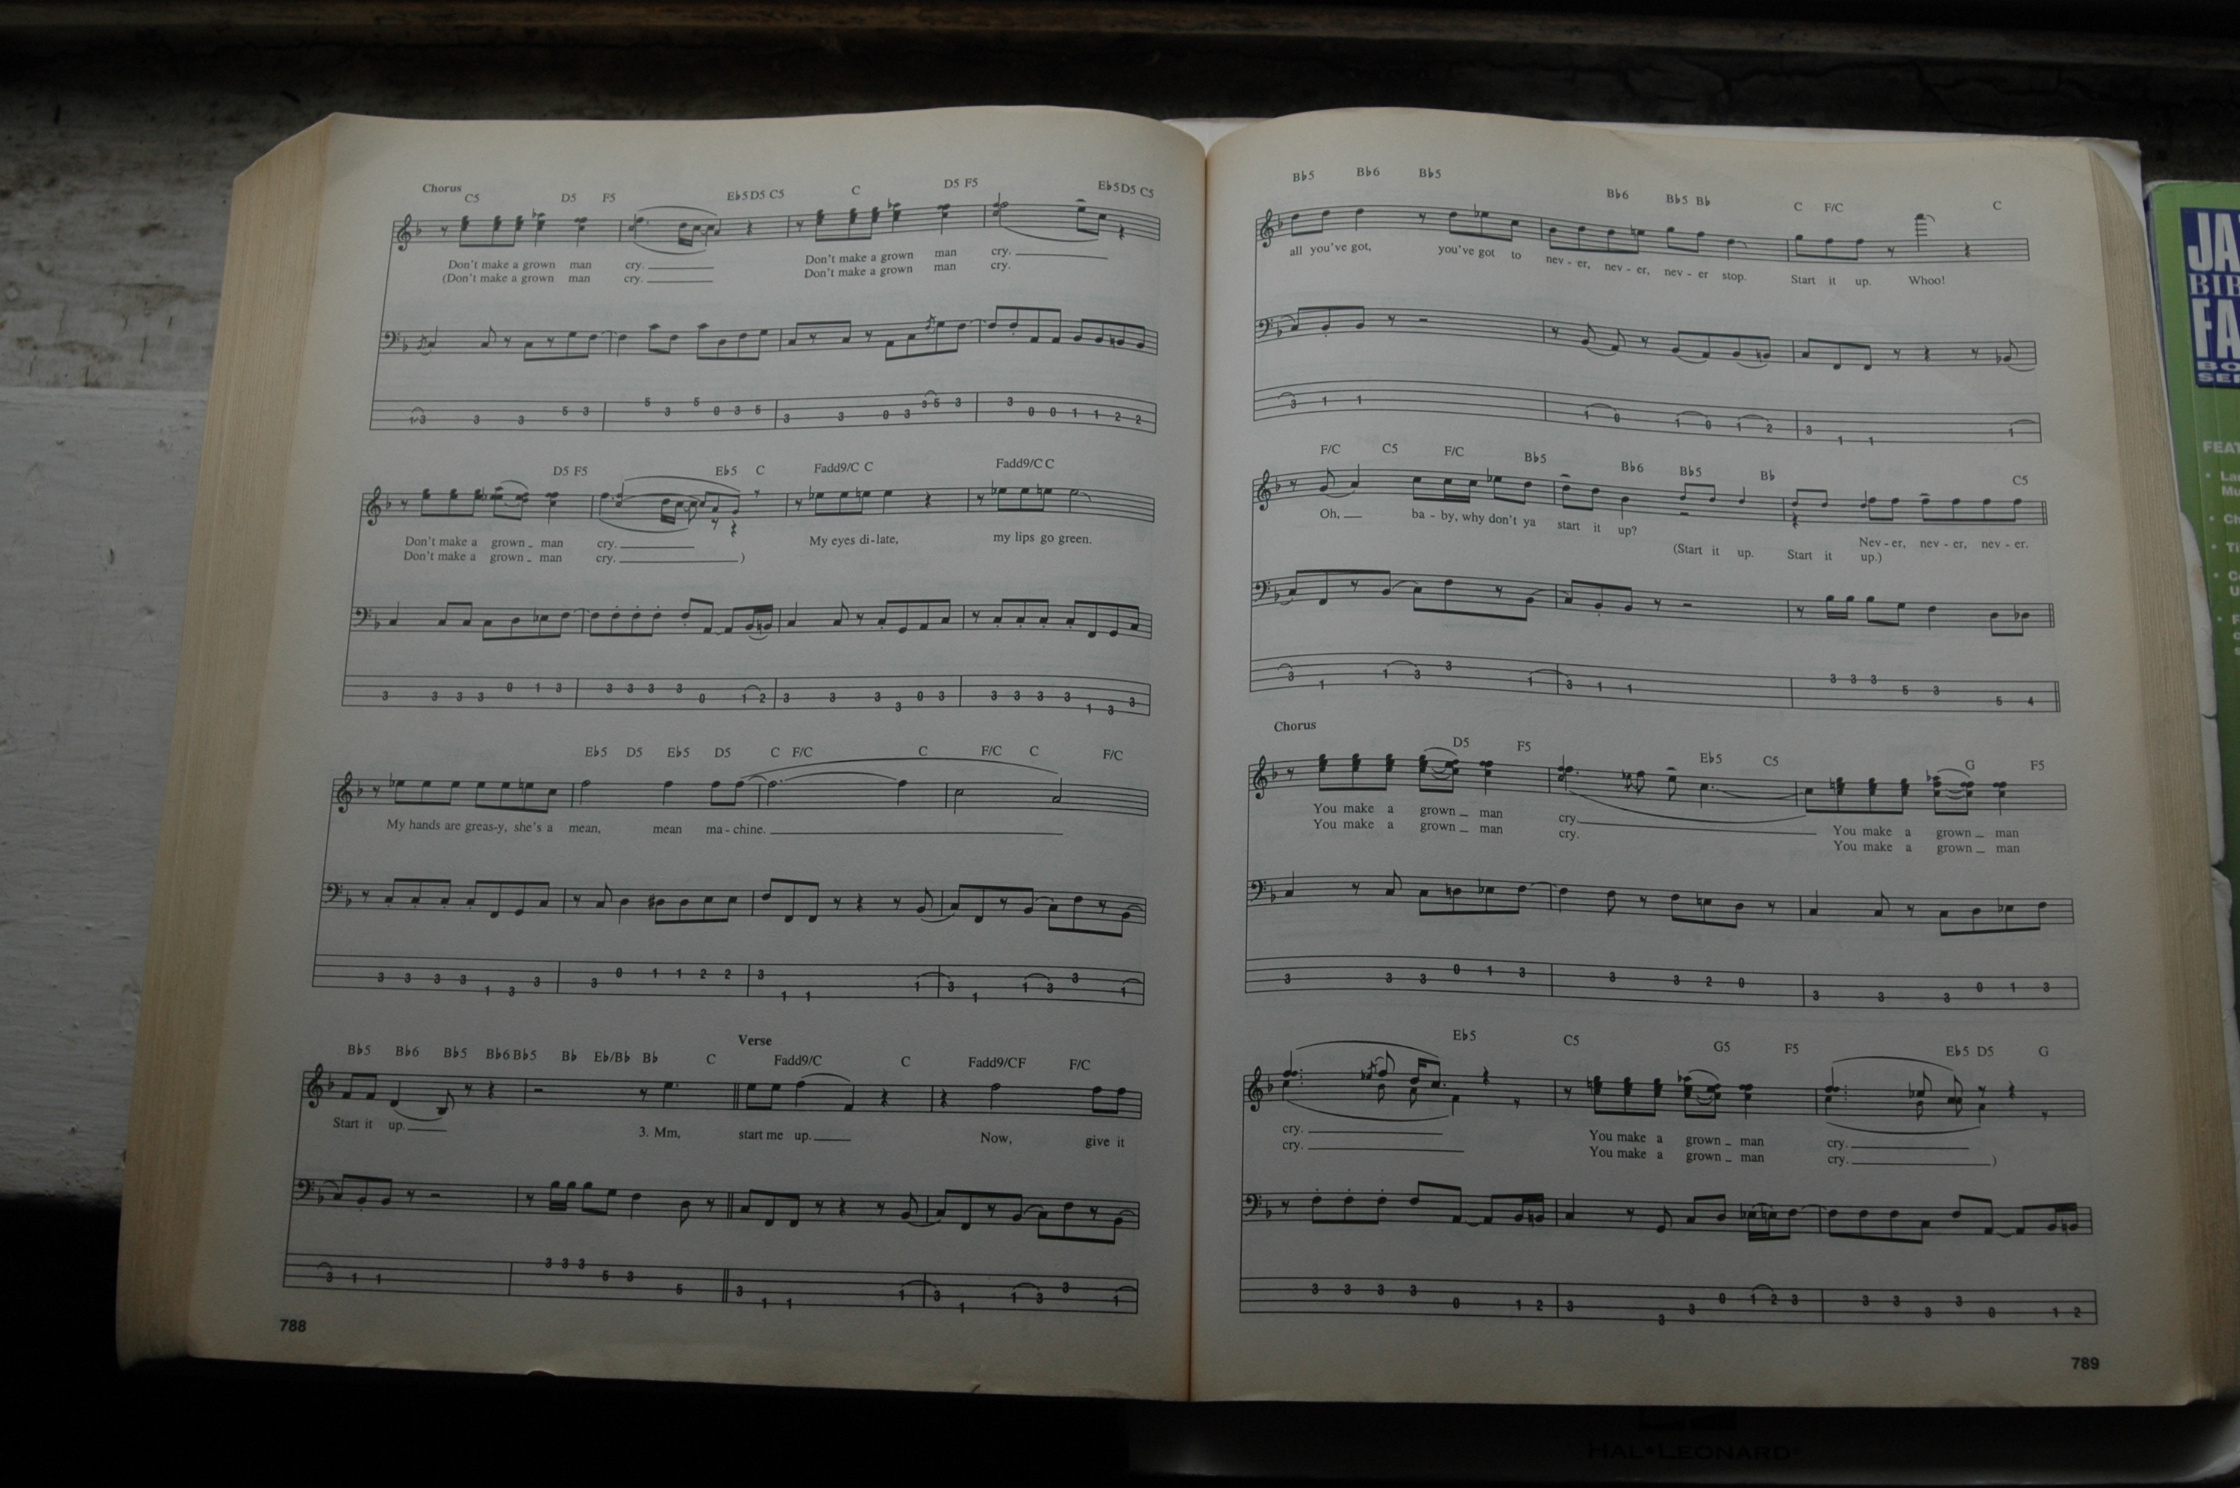 Chorus
C5 D5 F5 E♭5 D5 C5 C D5 F5 E♭5 D5 C5
Don't make a grown man cry. Don't make a grown man cry.
(Don't make a grown man cry. Don't make a grown man cry.
1 3 3 3 5 3 5 3 5 0 3 5 3 3 0 3 3 5 3 3 0 0 1 1 2 2
D5 F5 E♭5 C Fadd9/C C Fadd9/C C
Don't make a grown man cry. My eyes di-late, my lips go green.
Don't make a grown man cry.)
3 3 3 3 0 1 3 3 3 3 3 0 1 2 3 3 3 3 0 3 3 3 3 3 1 3 3
E♭5 D5 E♭5 D5 C F/C C F/C C F/C
My hands are greas-y, she's a mean, mean ma-chine.
3 3 3 3 1 3 3 3 0 1 1 2 2 3 1 1 1 3 1 1 3 3 1
Verse
B♭5 B♭6 B♭5 B♭6 B♭5 B♭ E♭/B♭ B♭ C Fadd9/C C Fadd9/C F F/C
Start it up. 3. Mm, start me up. Now, give it
3 1 1 3 3 3 5 3 5 3 1 1 1 3 1 1 3 3 1
788
B♭5 B♭6 B♭5 B♭6 B♭5 B♭ C F/C C
all you've got, you've got to nev-er, nev-er, nev-er stop. Start it up. Whoo!
3 1 1 1 0 1 0 1 2 3 1 1 1
F/C C5 F/C B♭5 B♭6 B♭5 B♭ C5
Oh, ba-by, why don't ya start it up? Nev-er, nev-er, nev-er.
(Start it up. Start it up.)
3 1 1 3 3 1 3 1 1 3 3 3 5 3 5 4
Chorus
D5 F5 E♭5 C5 G F5
You make a grown man cry. You make a grown man
You make a grown man cry. You make a grown man
3 3 3 0 1 3 3 3 2 0 3 3 3 0 1 3
E♭5 C5 G5 F5 E♭5 D5 G
cry. You make a grown man cry.
cry. You make a grown man cry.)
3 3 3 3 0 1 2 3 3 3 0 1 2 3 3 3 3 3 0 1 2
789
JA
BIB
FA
BO
SE
FEAT
HAL•LEONARD